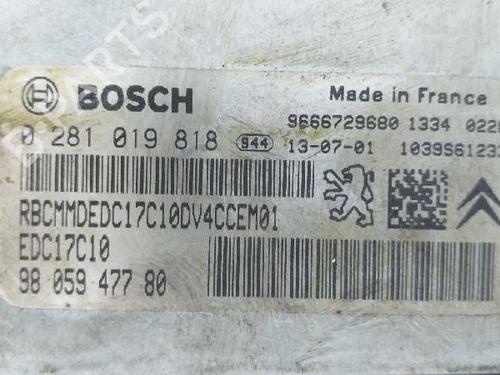 BOSCH
Made in France
9666729680 1334
0 281 019 818 S44 13-07-01
RBCMMDEDC17C10DV4CCEM01
EDC17C10
98 059 477 80